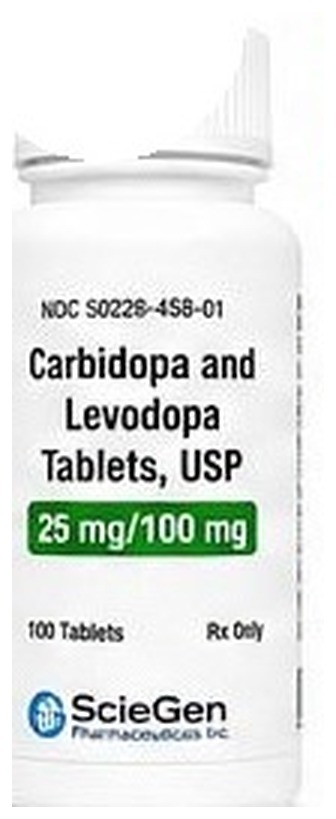 NDC S0226-458-01
Carbidopa and
Levodopa
Tablets, USP
25 mg/100 mg
100 Tablets Rx Only
ScieGen
Pharmaceuticals Inc.